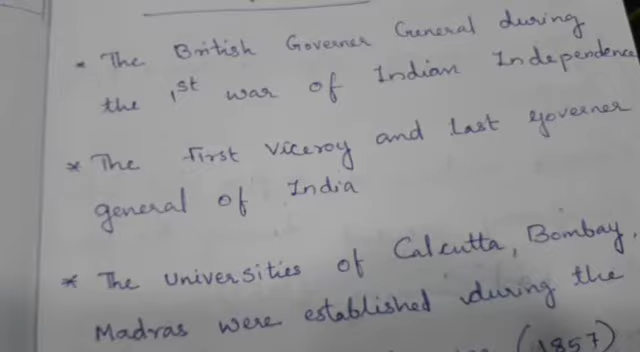 * The British Governer General during
the 1st war of Indian Independence
* The first viceroy and last governer
general of India
* The universities of Calcutta, Bombay,
Madras were established during the
(1857)